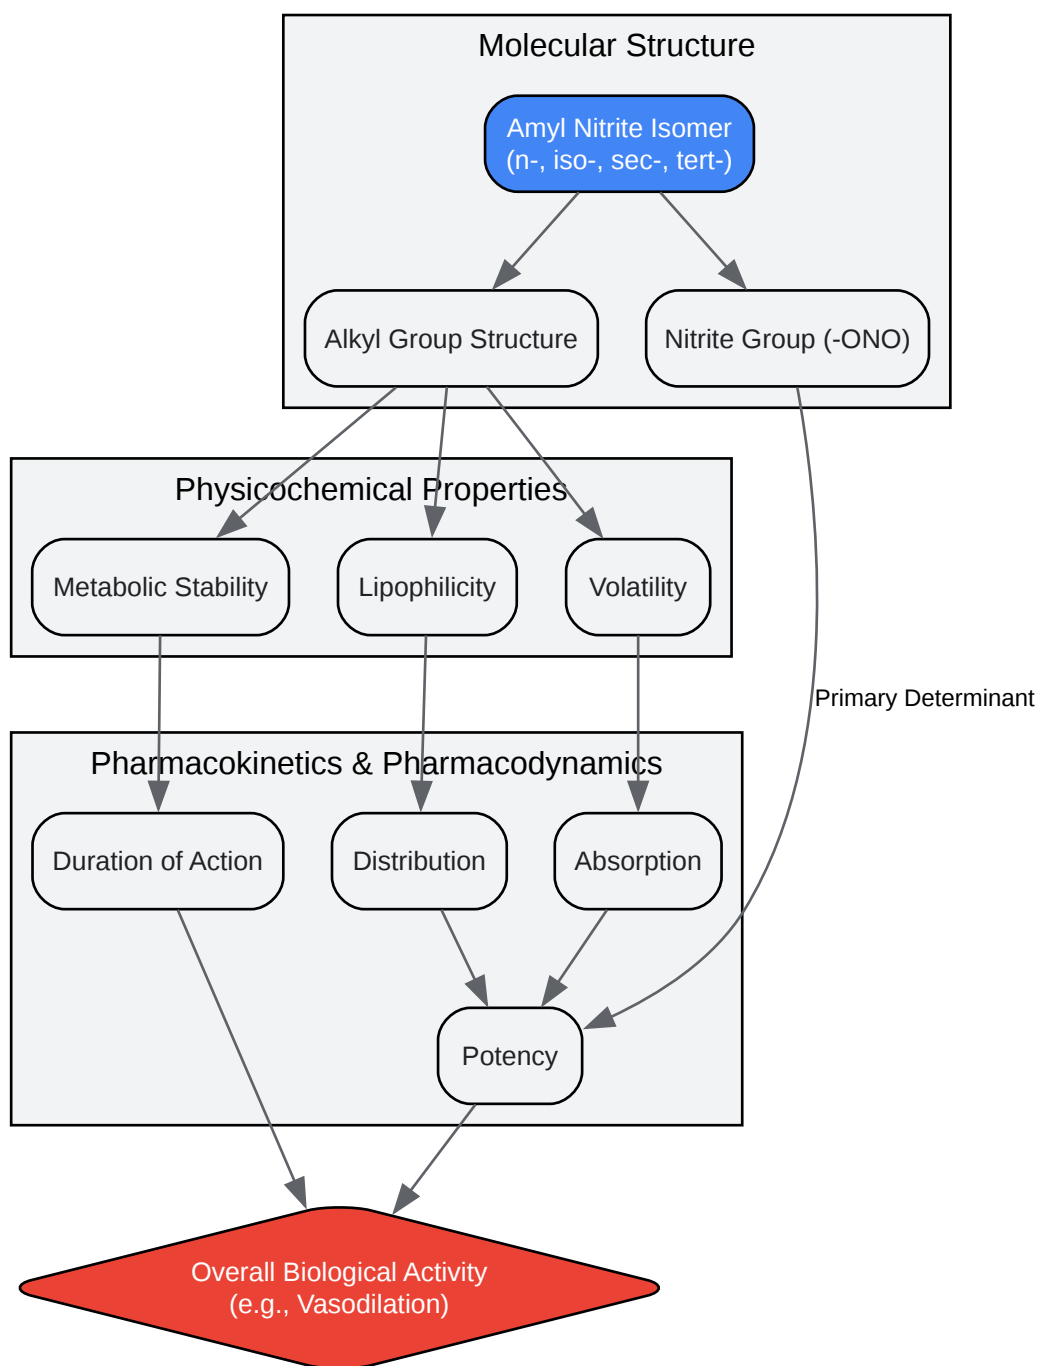 Molecular Structure
Amyl Nitrite Isomer
(n-, iso-, sec-, tert-)
Alkyl Group Structure
Nitrite Group (-ONO)
Physicochemical Properties
Metabolic Stability
Lipophilicity
Volatility
Primary Determinant
Pharmacokinetics & Pharmacodynamics
Duration of Action
Distribution
Absorption
Potency
Overall Biological Activity
(e.g., Vasodilation)